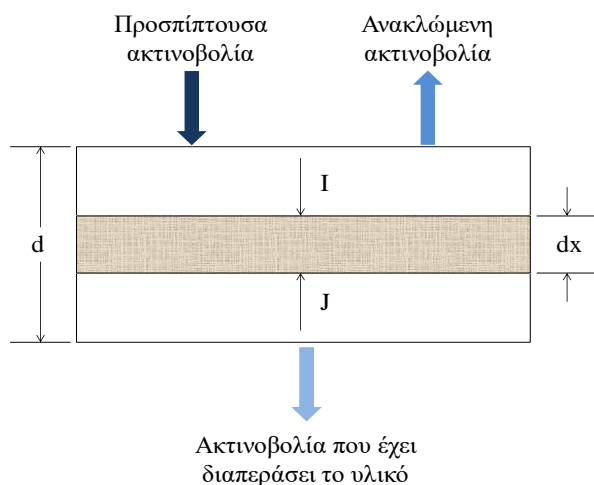 Προσπίπτουσα
ακτινοβολία
Ανακλώμενη
ακτινοβολία
I
d
dx
J
Ακτινοβολία που έχει
διαπεράσει το υλικό